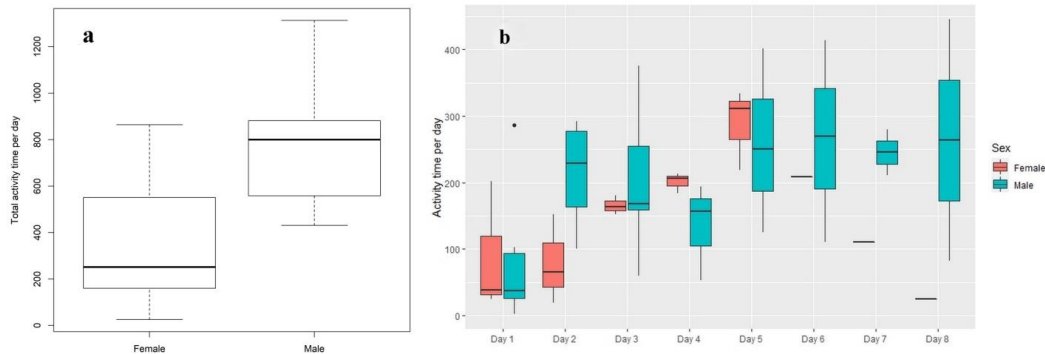 a
Total activity time per day
1200
1000
800
600
400
200
0
Female
Male
b
Activity time per day
400
300
200
100
0
Day 1
Day 2
Day 3
Day 4
Day 5
Day 6
Day 7
Day 8
Sex
Female
Male